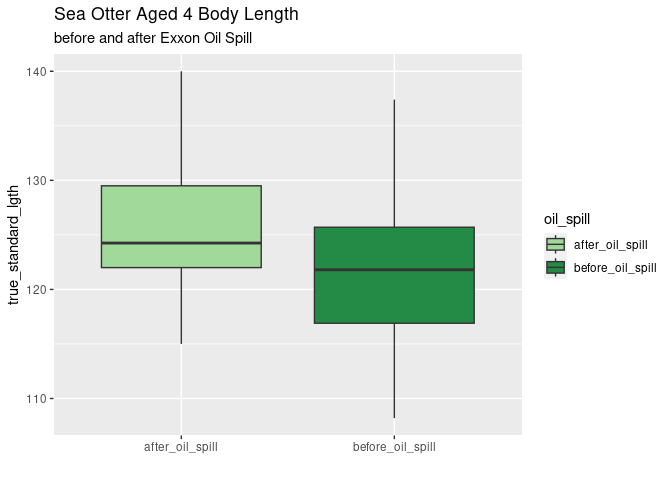 Sea Otter Aged 4 Body Length
before and after Exxon Oil Spill
true_standard_lgth
140
130
120
110
after_oil_spill
before_oil_spill
oil_spill
after_oil_spill
before_oil_spill